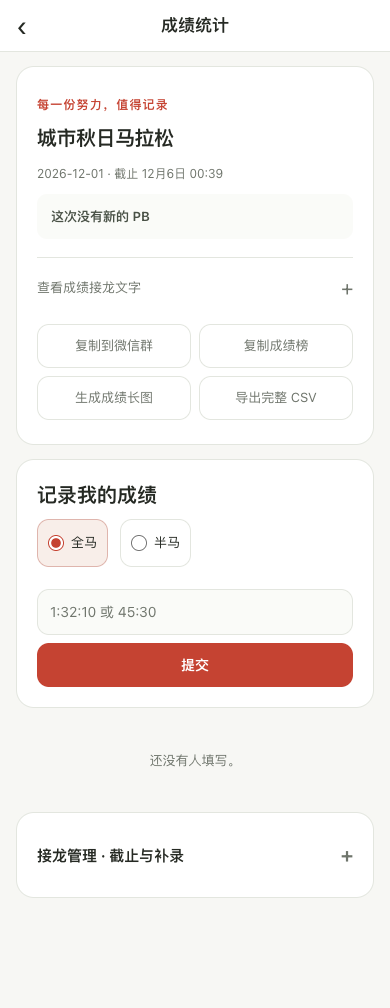 成绩统计
每一份努力，值得记录
城市秋日马拉松
2026-12-01 · 截止 12月6日 00:39
这次没有新的 PB
查看成绩接龙文字
复制到微信群
复制成绩榜
生成成绩长图
导出完整 CSV
记录我的成绩
全马
半马
1:32:10 或 45:30
提交
还没有人填写。
接龙管理 · 截止与补录